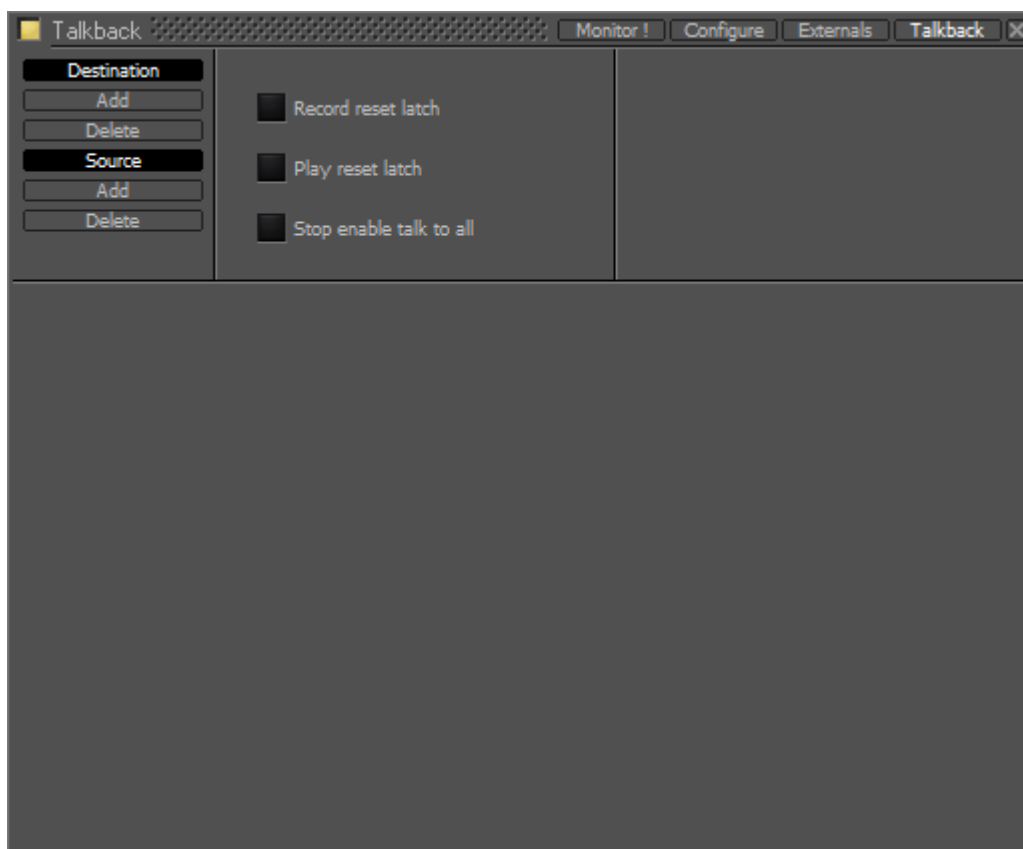 Talkback Monitor ! Configure Externals Talkback
Destination
Add
Delete
Source
Add
Delete
Record reset latch
Play reset latch
Stop enable talk to all